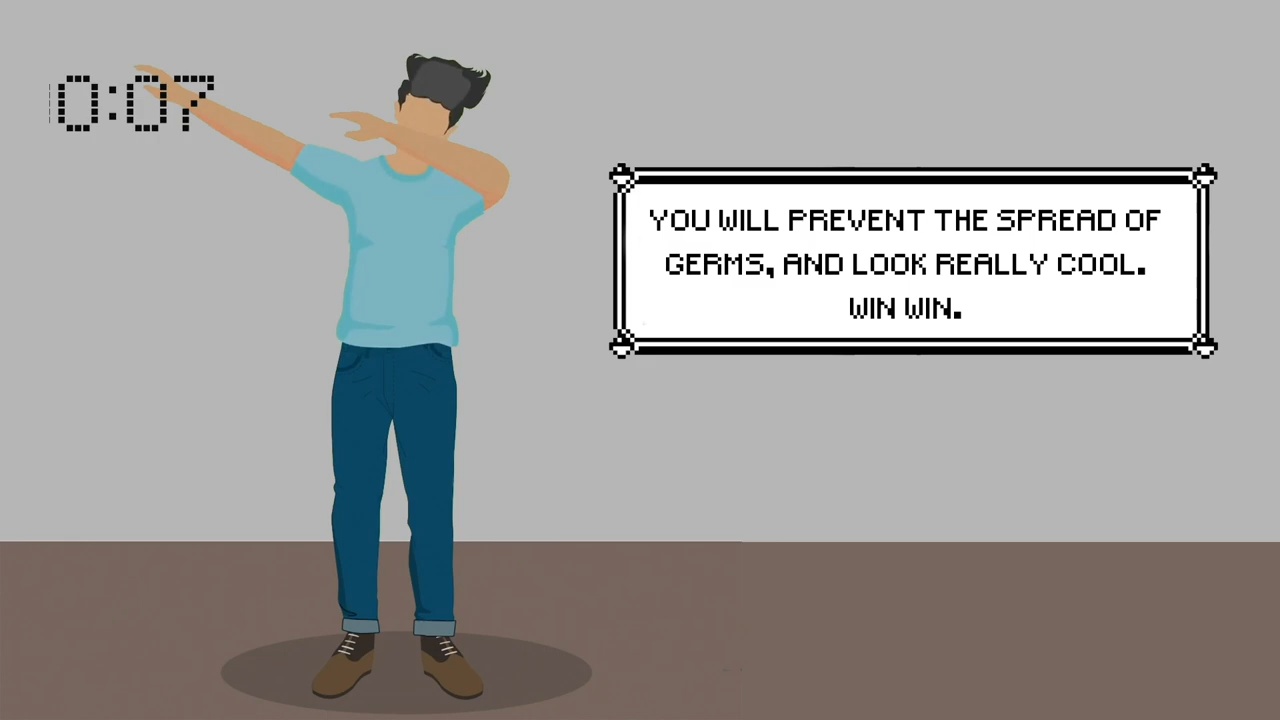 0:07
YOU WILL PREVENT THE SPREAD OF
GERMS, AND LOOK REALLY COOL.
WIN WIN.